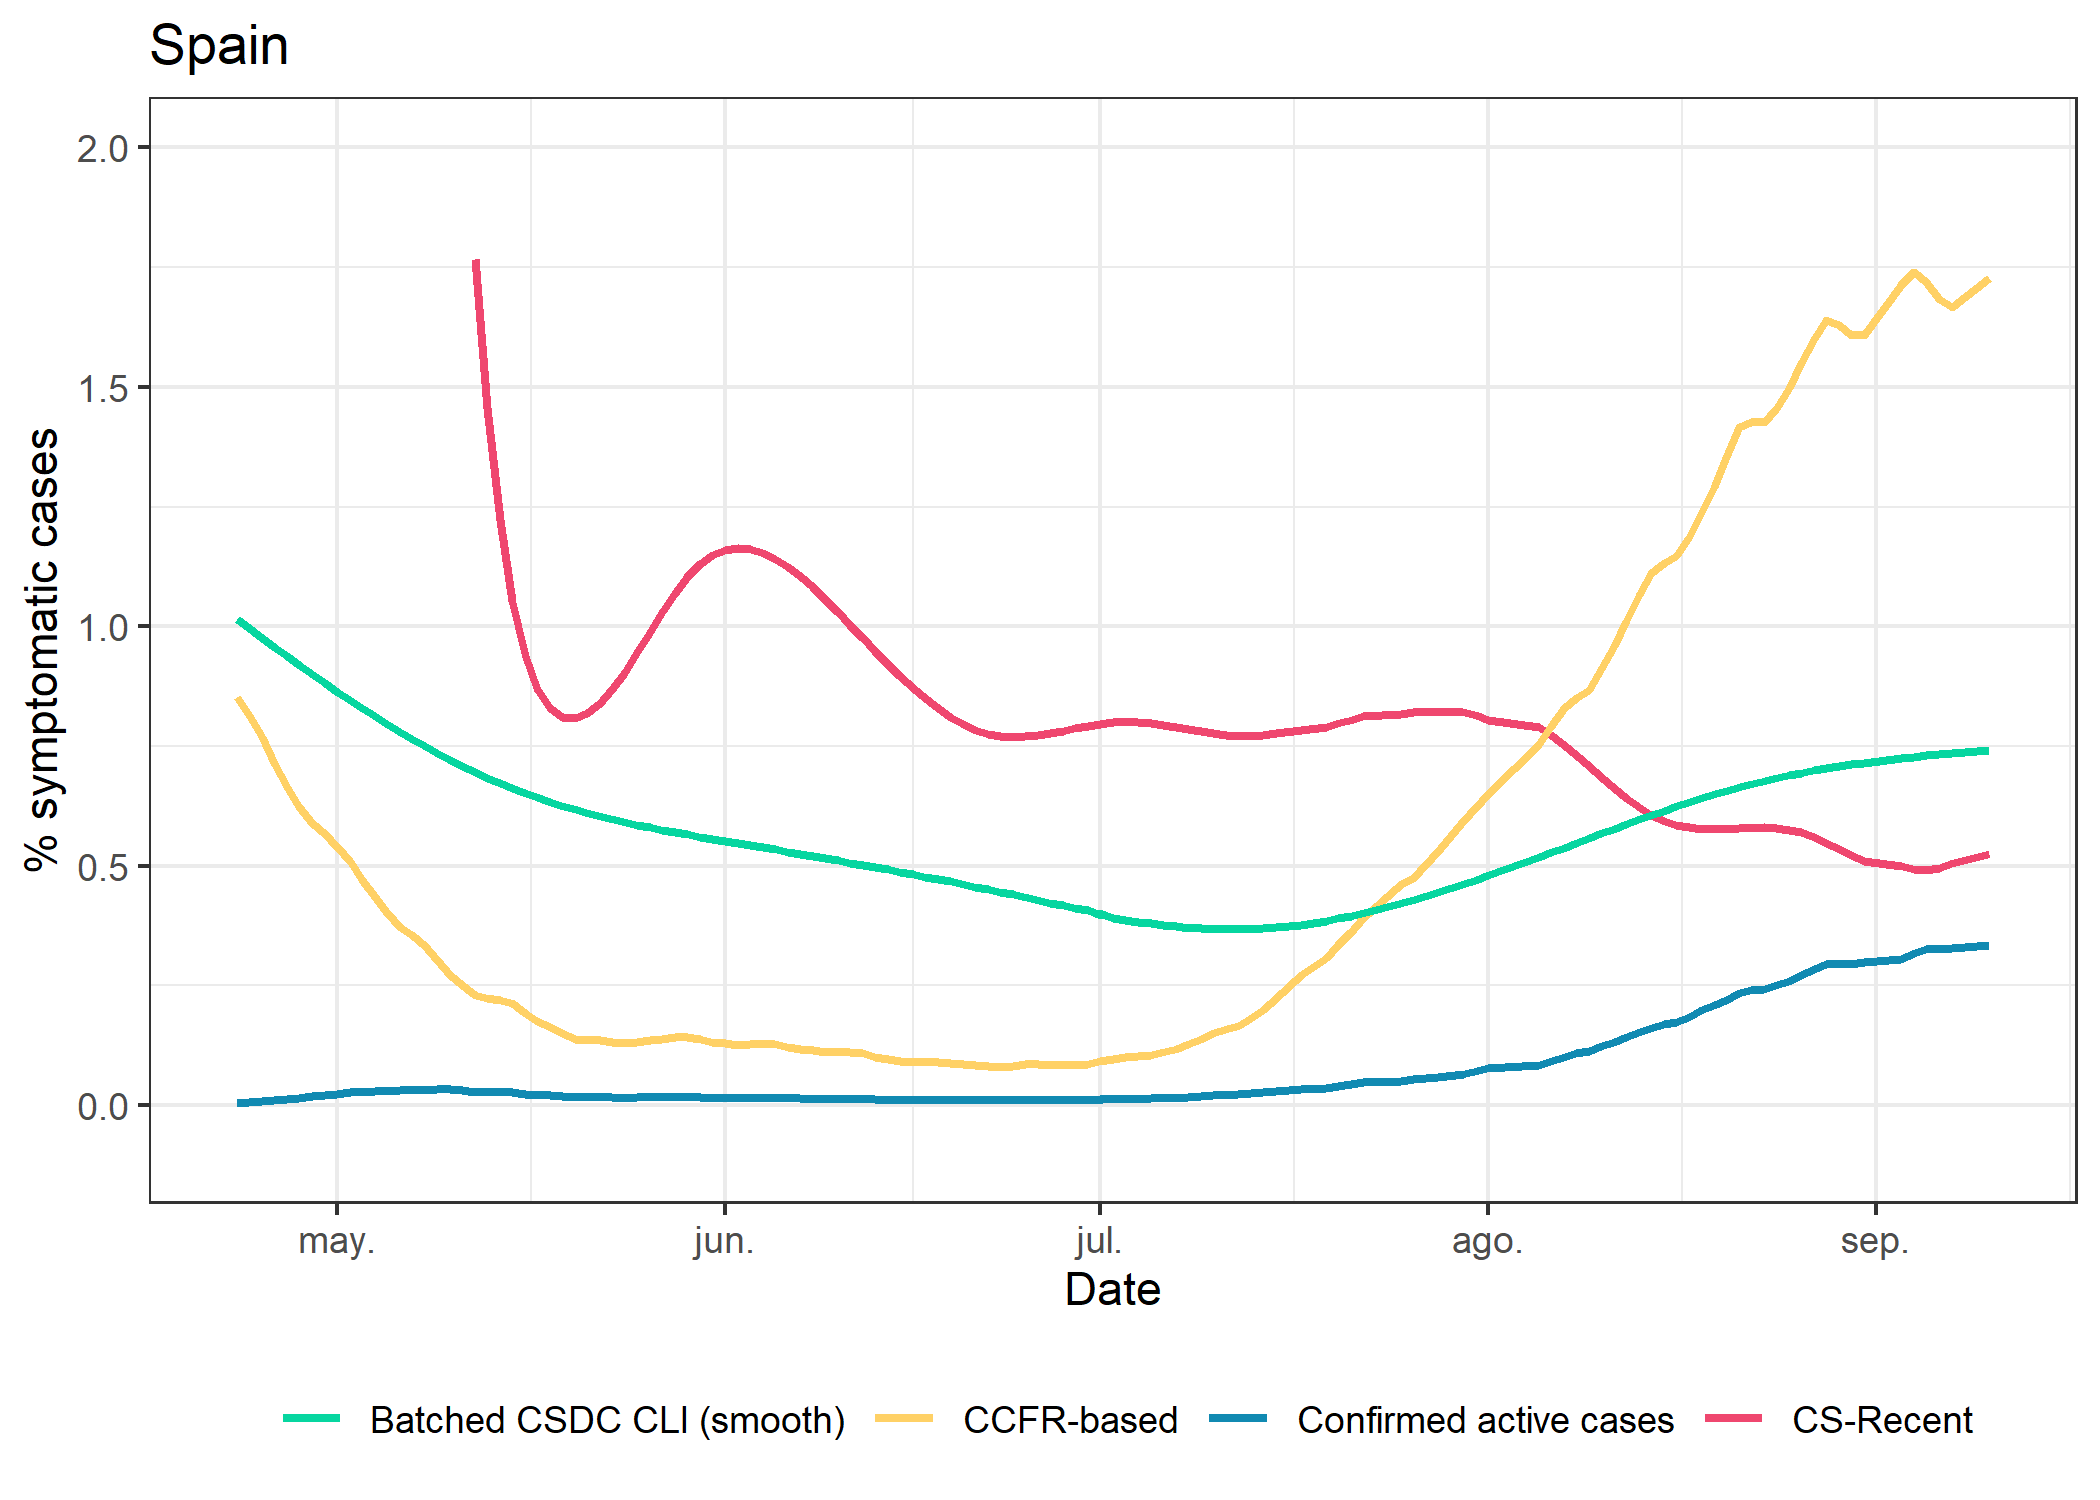 Spain
2.0
1.5
1.0
0.5
0.0
% symptomatic cases
may. jun. jul. ago. sep.
Date
Batched CSDC CLI (smooth) CCFR-based Confirmed active cases CS-Recent